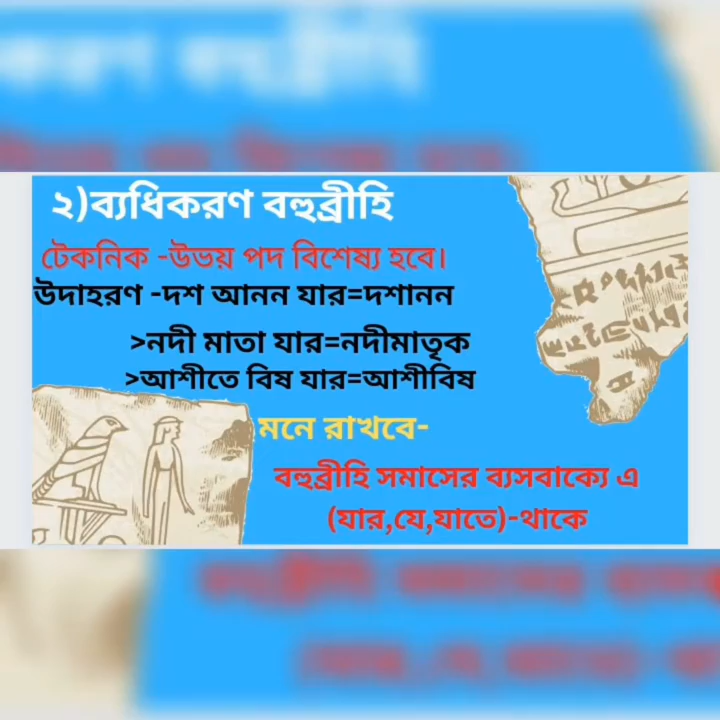 ২)ব্যধিকরণ বহুব্রীহি
টেকনিক -উভয় পদ বিশেষ্য হবে।
উদাহরণ -দশ আনন যার=দশানন
>নদী মাতা যার=নদীমাতৃক
>আশীতে বিষ যার=আশীবিষ
মনে রাখবে-
বহুব্রীহি সমাসের ব্যসবাক্যে এ
(যার,যে,যাতে)-থাকে